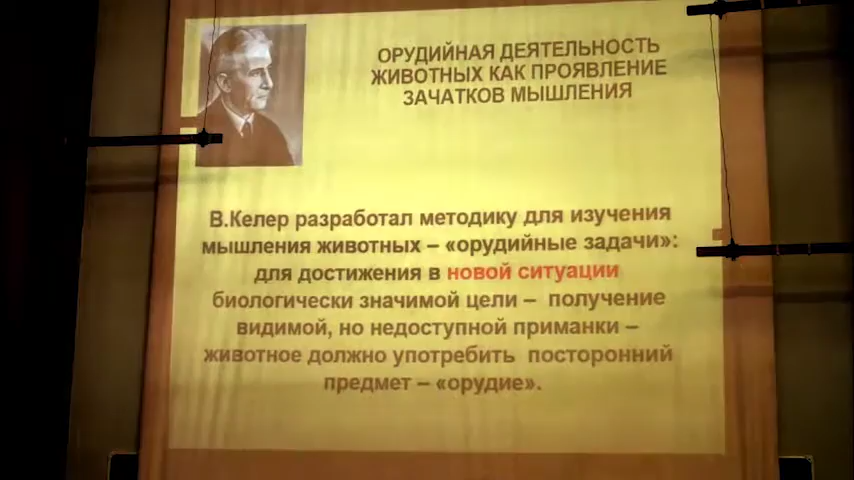 ОРУДИЙНАЯ ДЕЯТЕЛЬНОСТЬ
ЖИВОТНЫХ КАК ПРОЯВЛЕНИЕ
ЗАЧАТКОВ МЫШЛЕНИЯ
В.Келер разработал методику для изучения
мышления животных – «орудийные задачи»:
для достижения в новой ситуации
биологически значимой цели – получение
видимой, но недоступной приманки –
животное должно употребить посторонний
предмет – «орудие».